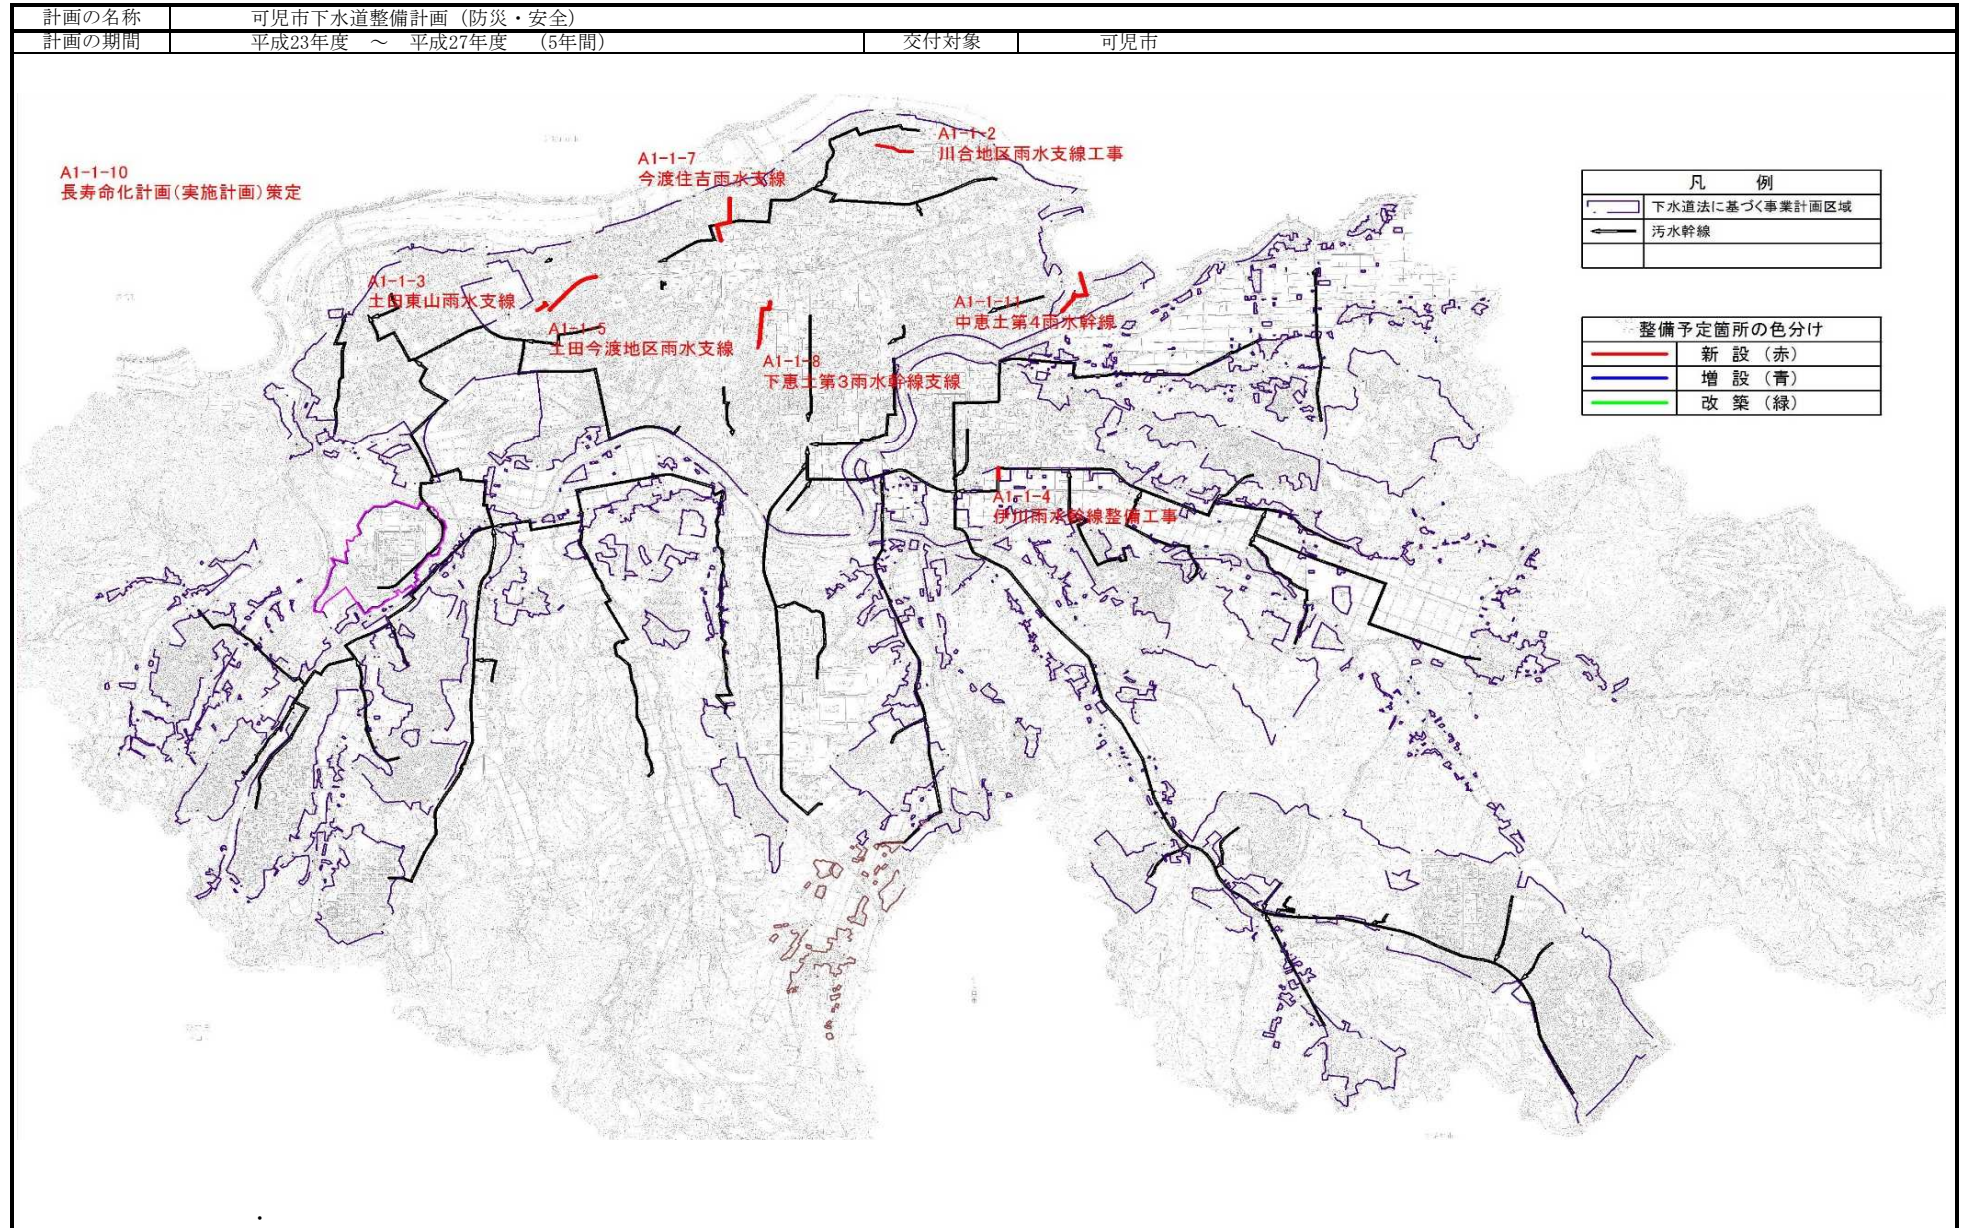 計画の名称 可児市下水道整備計画（防災・安全）
計画の期間 平成23年度 ～ 平成27年度 （5年間） 交付対象 可児市
A1-1-2
川合地区雨水支線工事
A1-1-7
今渡住吉雨水支線
A1-1-10
長寿命化計画(実施計画)策定
凡 例
下水道法に基づく事業計画区域
汚水幹線
A1-1-3
土田東山雨水支線
A1-1-11
中恵土第4雨水幹線
A1-1-5
土田今渡地区雨水支線
A1-1-8
下恵土第3雨水幹線支線
整備予定箇所の色分け
新 設 （赤）
増 設 （青）
改 築 （緑）
A1-1-4
伊川雨水幹線整備工事